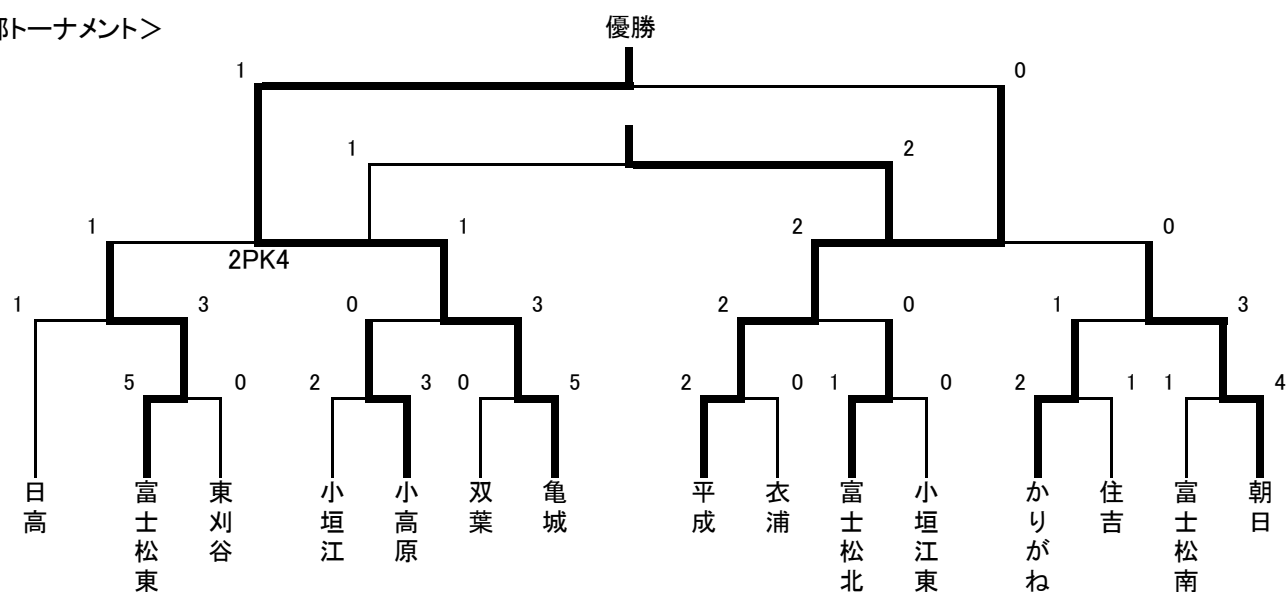 部トーナメント＞
優勝
1 0
1 2
1 1 2 0
2PK4
1 3 0 3 2 0 1 3
5 0 2 3 0 5 2 0 1 0 2 1 1 4
日高
富士松東
東刈谷
小垣江
小高原
双葉
亀城
平成
衣浦
富士松北
小垣江東
かりがね
住吉
富士松南
朝日